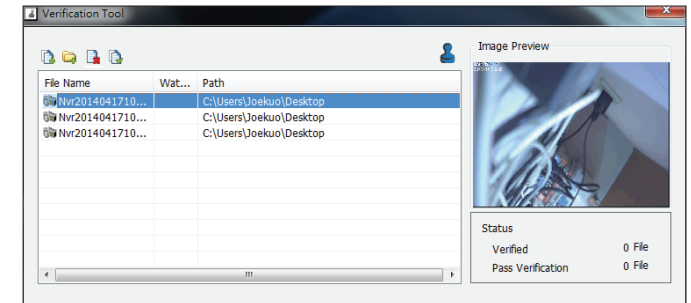 Verification Tool
Image Preview
File Name Wat... Path
Nvr2014041710... C:\Users\Joekuo\Desktop
Nvr2014041710... C:\Users\Joekuo\Desktop
Nvr2014041710... C:\Users\Joekuo\Desktop
Status
Verified 0 File
Pass Verification 0 File